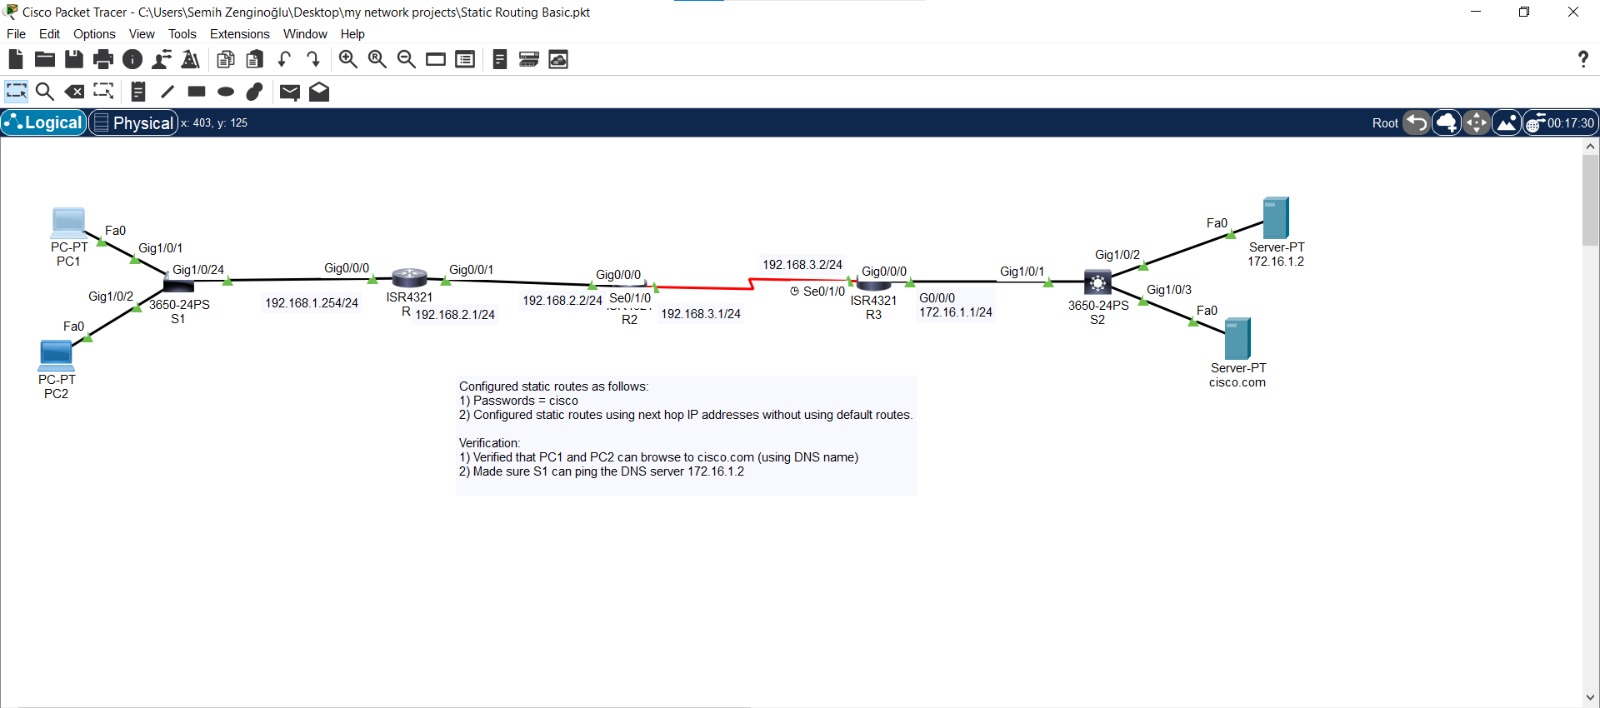 Cisco Packet Tracer - C:\Users\Semih Zenginoğlu\Desktop\my network projects\Static Routing Basic.pkt
File Edit Options View Tools Extensions Window Help
?
Logical Physical x: 403, y: 125 Root 00:17:30
Fa0
PC-PT
PC1
Gig1/0/1
Gig1/0/24
Gig1/0/2
3650-24PS
S1
Fa0
PC-PT
PC2
192.168.1.254/24
Gig0/0/0
Gig0/0/1
ISR4321
R
192.168.2.1/24
Gig0/0/0
192.168.2.2/24
Se0/1/0
R2
192.168.3.1/24
192.168.3.2/24
Se0/1/0
Gig0/0/0
ISR4321
R3
G0/0/0
172.16.1.1/24
Gig1/0/1
Gig1/0/2
3650-24PS
S2
Gig1/0/3
Fa0
Server-PT
172.16.1.2
Fa0
Server-PT
cisco.com
Configured static routes as follows:
1) Passwords = cisco
2) Configured static routes using next hop IP addresses without using default routes.
Verification:
1) Verified that PC1 and PC2 can browse to cisco.com (using DNS name)
2) Made sure S1 can ping the DNS server 172.16.1.2